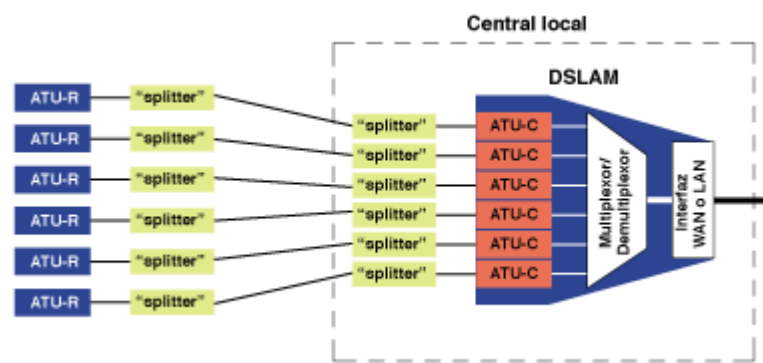 Central local
DSLAM
ATU-R "splitter"
ATU-R "splitter"
ATU-R "splitter"
ATU-R "splitter"
ATU-R "splitter"
ATU-R "splitter"
"splitter" ATU-C
"splitter" ATU-C
"splitter" ATU-C
"splitter" ATU-C
"splitter" ATU-C
"splitter" ATU-C
Multiplexor/
Demultiplexor
Interfaz
WAN o LAN